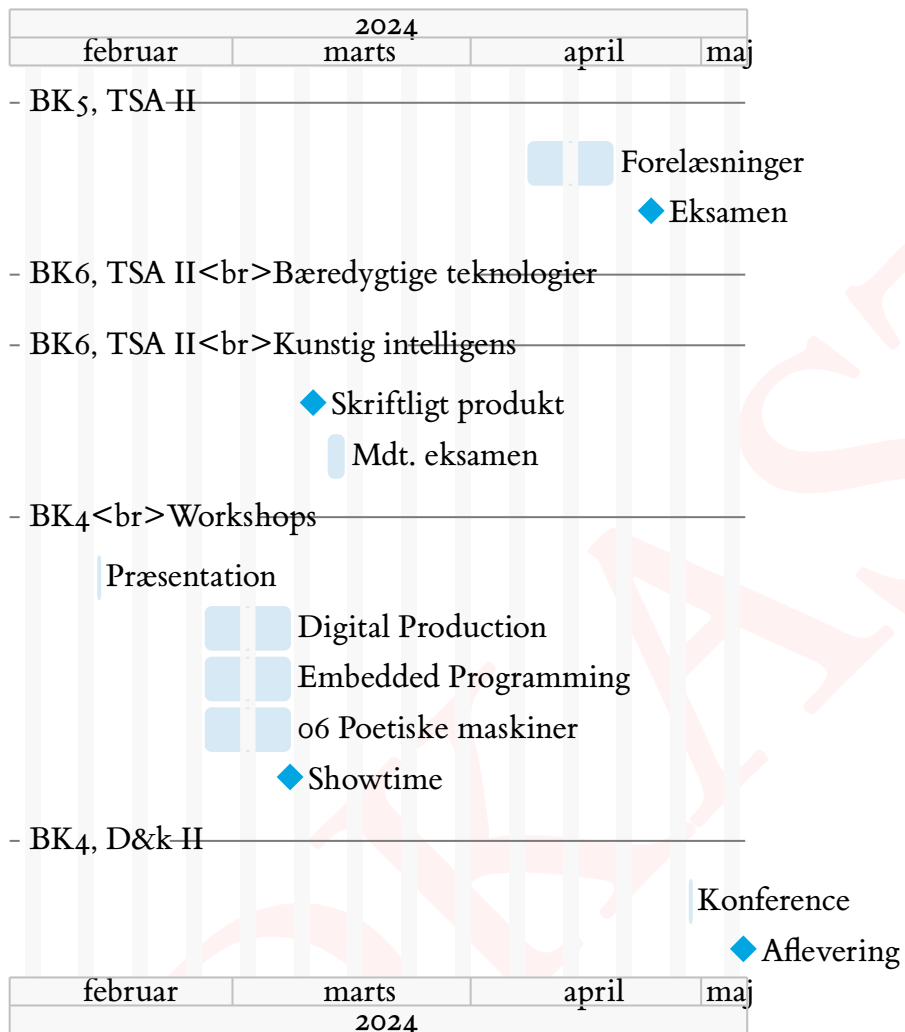 2024
februar marts april maj
BK5, TSA II
Forelæsninger
Eksamen
BK6, TSA II<br>Bæredygtige teknologier
BK6, TSA II<br>Kunstig intelligens
Skriftligt produkt
Mdt. eksamen
BK4<br>Workshops
Præsentation
Digital Production
Embedded Programming
06 Poetiske maskiner
Showtime
BK4, D&k II
Konference
Aflevering
februar marts april maj
2024